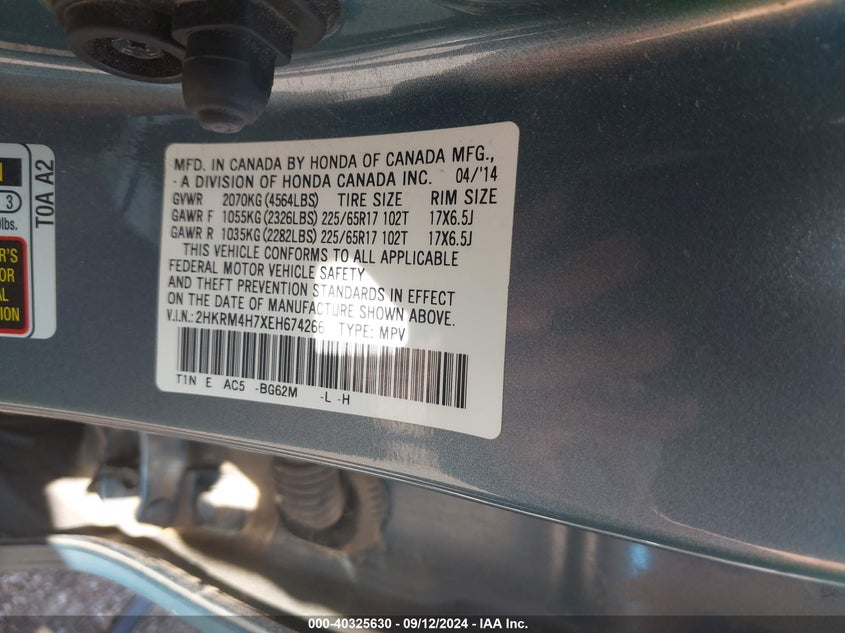 MFD. IN CANADA BY HONDA OF CANADA MFG.,
A DIVISION OF HONDA CANADA INC. 04/'14
GVWR 2070KG (4564LBS) TIRE SIZE RIM SIZE
GAWR F 1055KG (2326LBS) 225/65R17 102T 17X6.5J
GAWR R 1035KG (2282LBS) 225/65R17 102T 17X6.5J
THIS VEHICLE CONFORMS TO ALL APPLICABLE
FEDERAL MOTOR VEHICLE SAFETY
AND THEFT PREVENTION STANDARDS IN EFFECT
ON THE DATE OF MANUFACTURE SHOWN ABOVE.
V.I.N.: 2HKRM4H7XEH674266 TYPE: MPV
T1N E AC5 -BG62M -L -H
T0A A2
3
lbs.
000-40325630 - 09/12/2024 - IAA Inc.